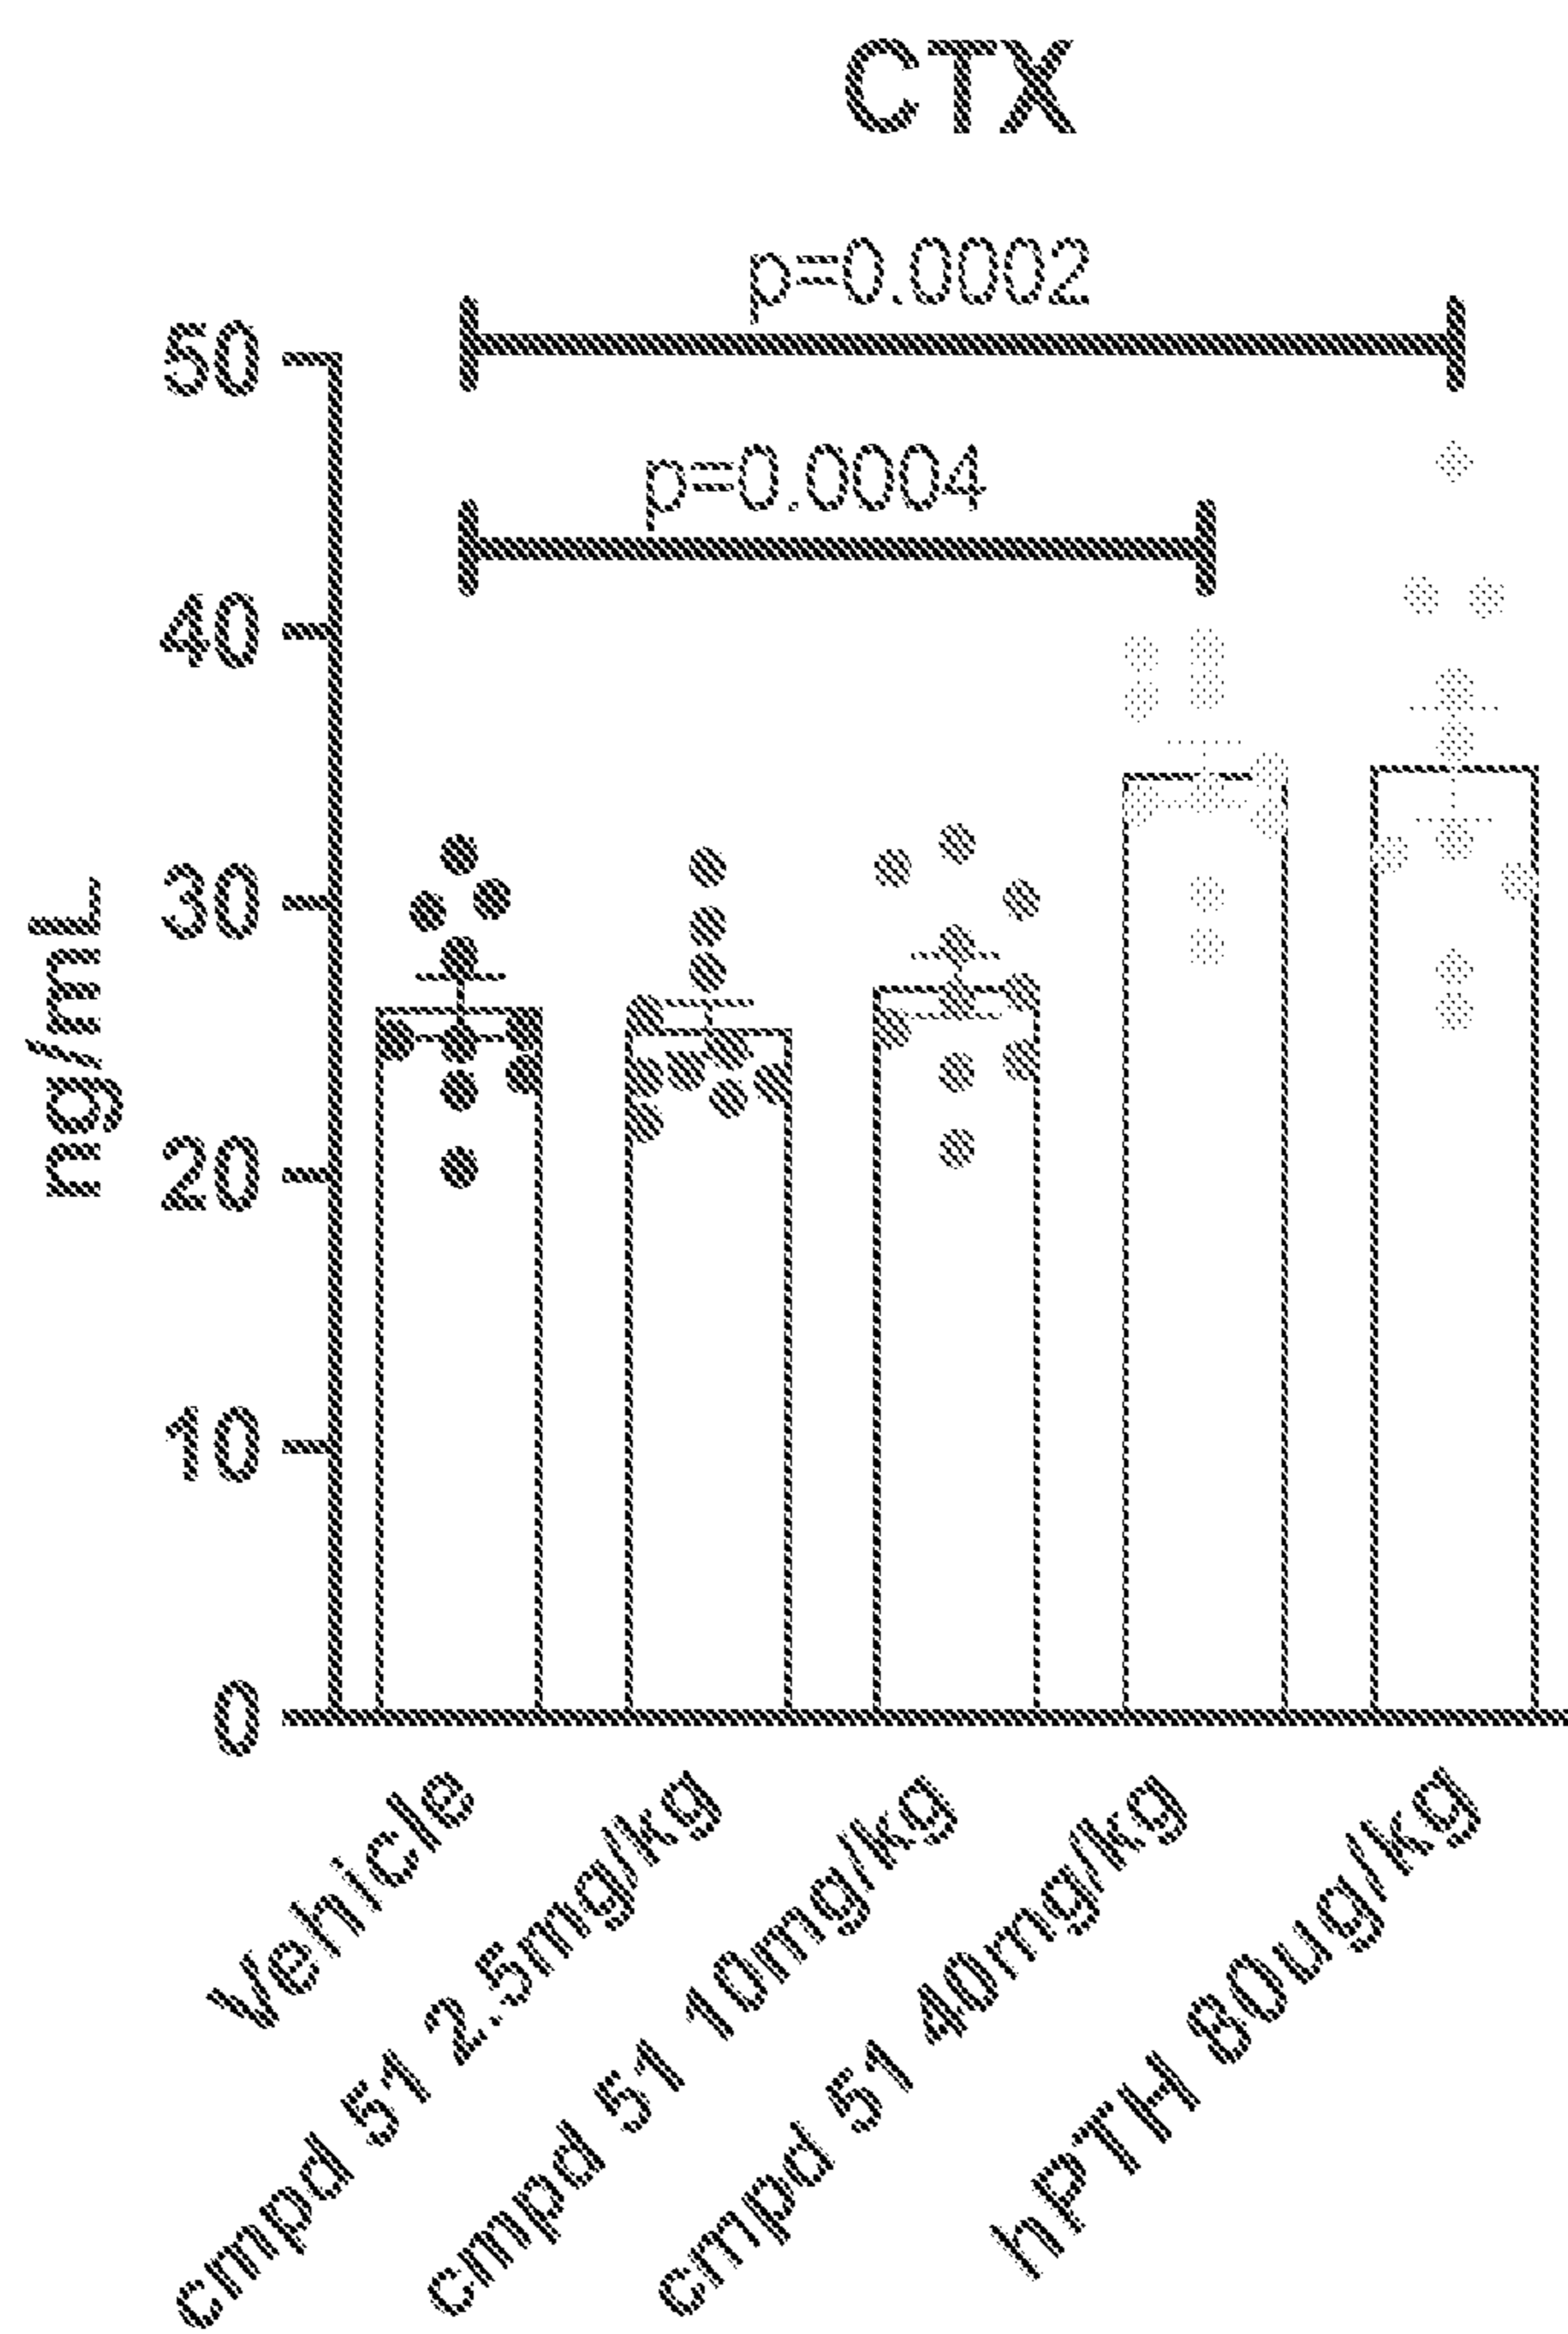 CTX
p=0.0002
p=0.0004
50
40
30
20
10
0
ng/mL
Vehicle
cmpd 51 2.5mg/kg
cmpd 51 10mg/kg
cmpd 51 40mg/kg
hPTH 80ug/kg